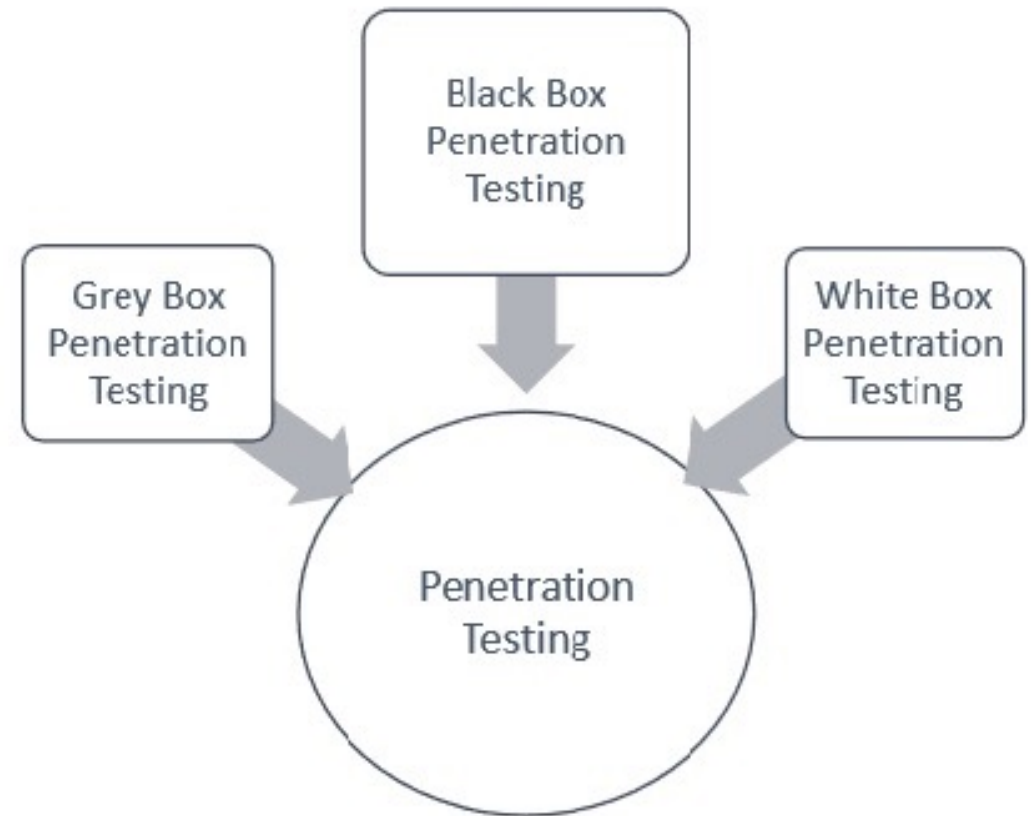 Black Box
Penetration
Testing
Grey Box
Penetration
Testing
White Box
Penetration
Testing
Penetration
Testing